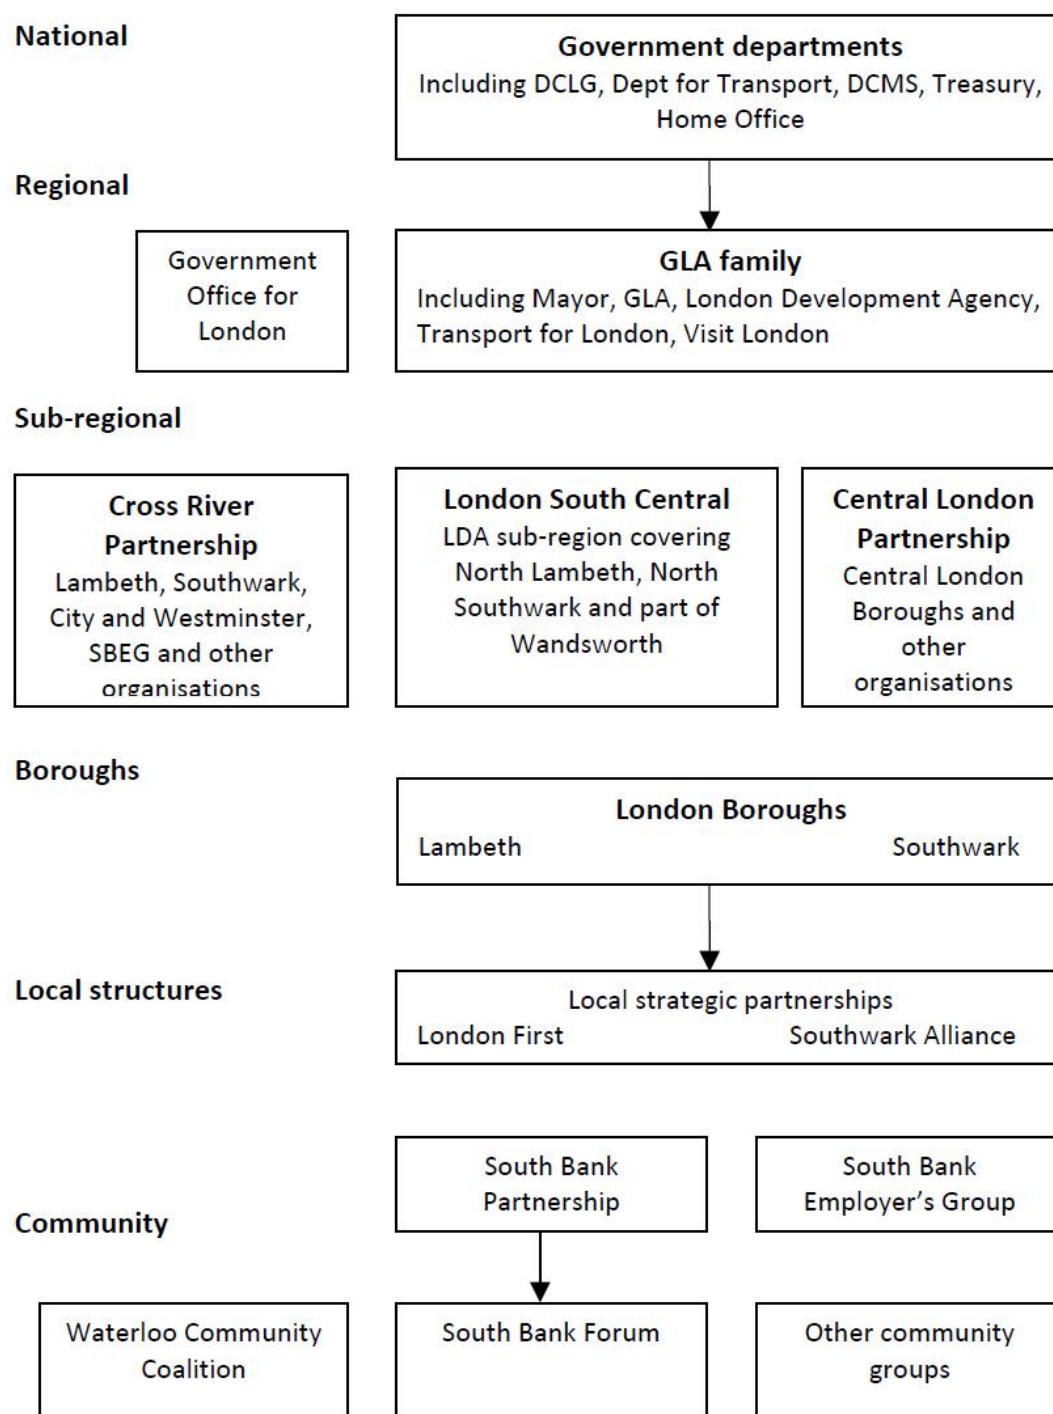 National
Government departments
Including DCLG, Dept for Transport, DCMS, Treasury,
Home Office
Regional
Government
Office for
London
GLA family
Including Mayor, GLA, London Development Agency,
Transport for London, Visit London
Sub-regional
Cross River
Partnership
Lambeth, Southwark,
City and Westminster,
SBEG and other
organisations
London South Central
LDA sub-region covering
North Lambeth, North
Southwark and part of
Wandsworth
Central London
Partnership
Central London
Boroughs and
other
organisations
Boroughs
London Boroughs
Lambeth Southwark
Local structures
Local strategic partnerships
London First Southwark Alliance
South Bank
Partnership
South Bank
Employer’s Group
Community
Waterloo Community
Coalition
South Bank Forum
Other community
groups